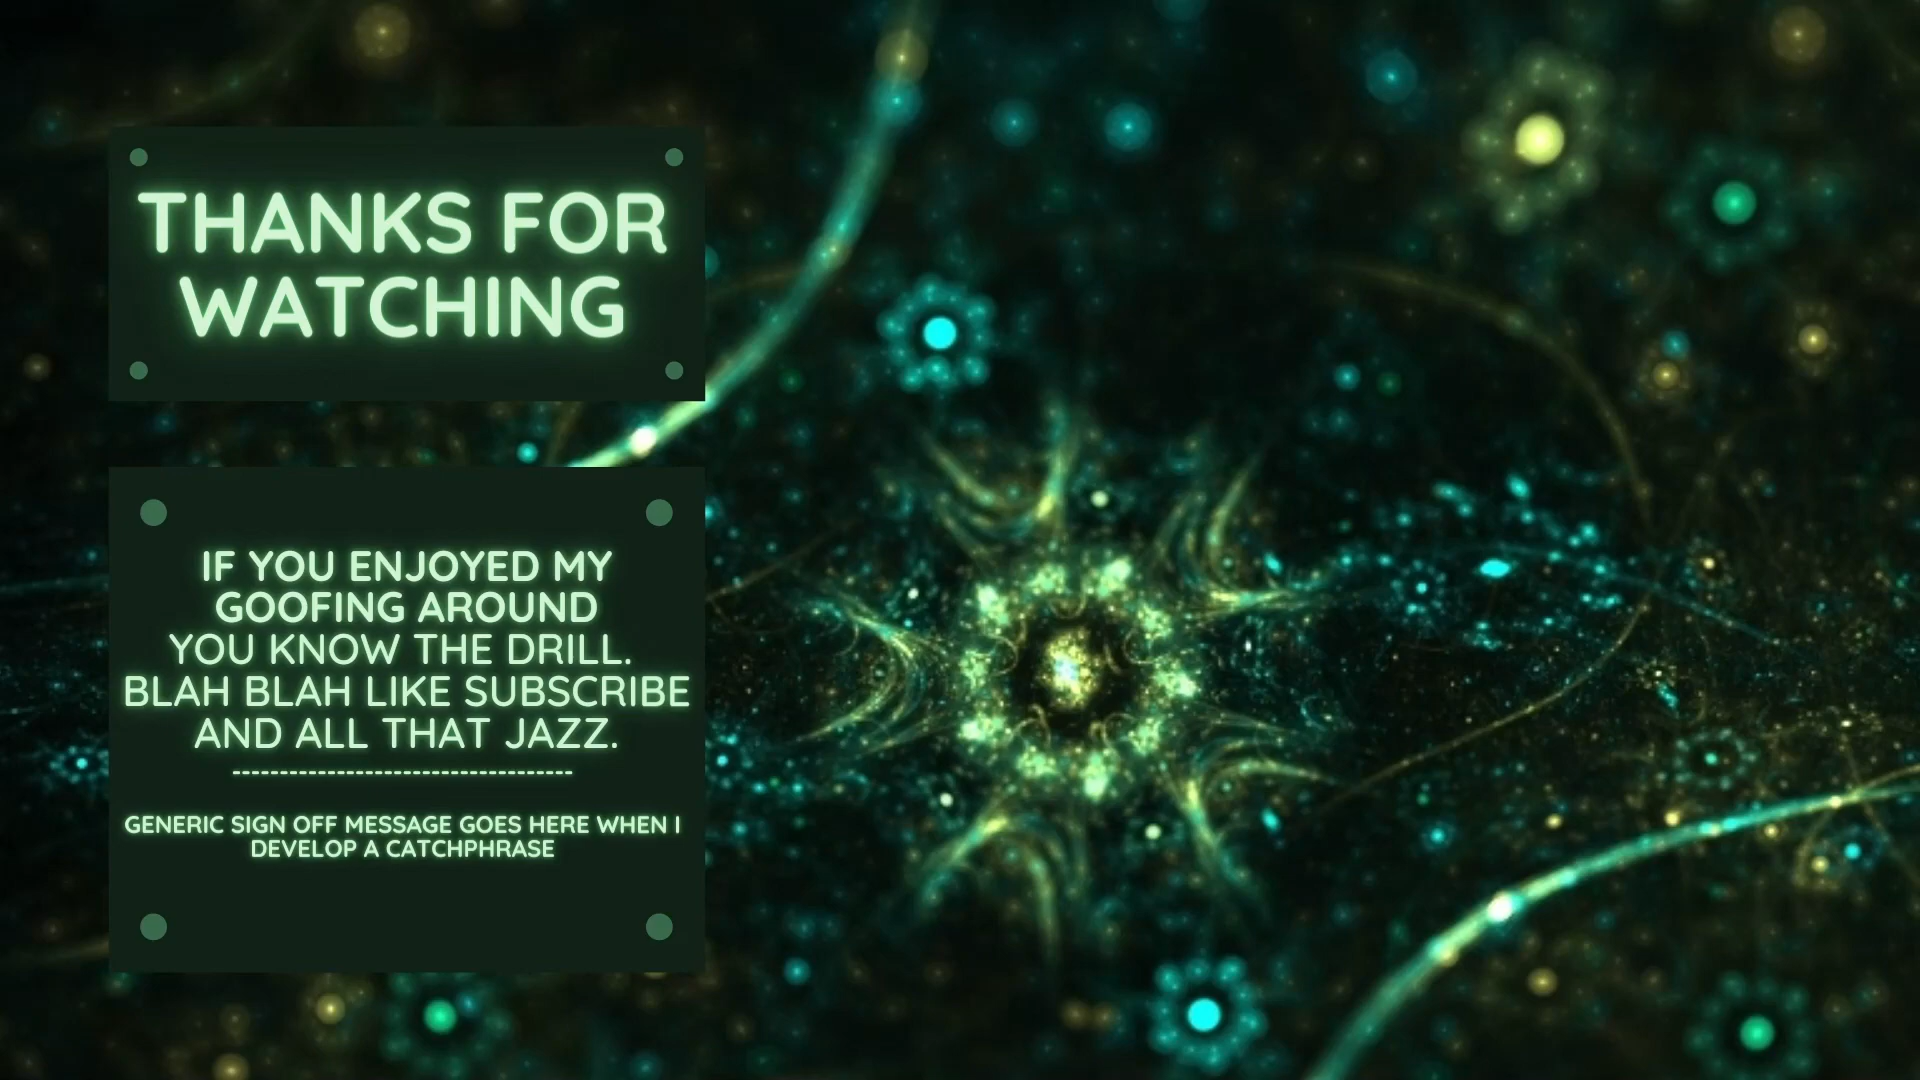 THANKS FOR
WATCHING
IF YOU ENJOYED MY
GOOFING AROUND
YOU KNOW THE DRILL.
BLAH BLAH LIKE SUBSCRIBE
AND ALL THAT JAZZ.
------------------------------------
GENERIC SIGN OFF MESSAGE GOES HERE WHEN I
DEVELOP A CATCHPHRASE